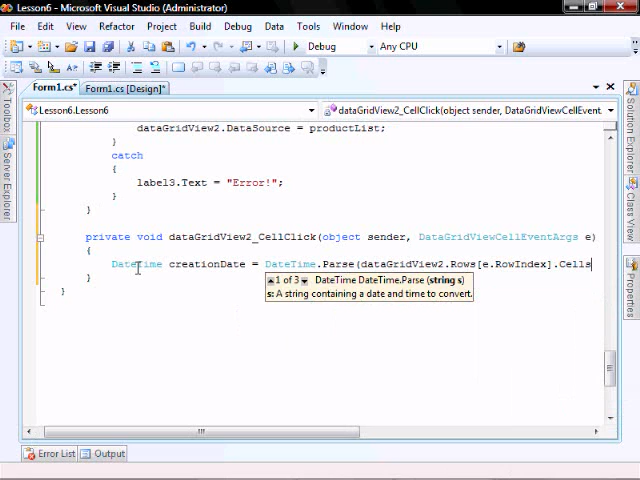 Lesson6 - Microsoft Visual Studio (Administrator)
File Edit View Refactor Project Build Debug Data Tools Test Window Help
Debug Any CPU
Form1.cs* Form1.cs [Design]*
Lesson6.Lesson6 dataGridView2_CellClick(object sender, DataGridViewCellEvent.
Toolbox
Server Explorer
dataGridView2.DataSource = productList;
}
catch
{
label3.Text = "Error!";
}
}
private void dataGridView2_CellClick(object sender, DataGridViewCellEventArgs e)
{
DateTime creationDate = DateTime.Parse(dataGridView2.Rows[e.RowIndex].Cells
1 of 3 DateTime DateTime.Parse (string s)
s: A string containing a date and time to convert.
}
}
Solution Explorer
Class View
Properties
Error List Output